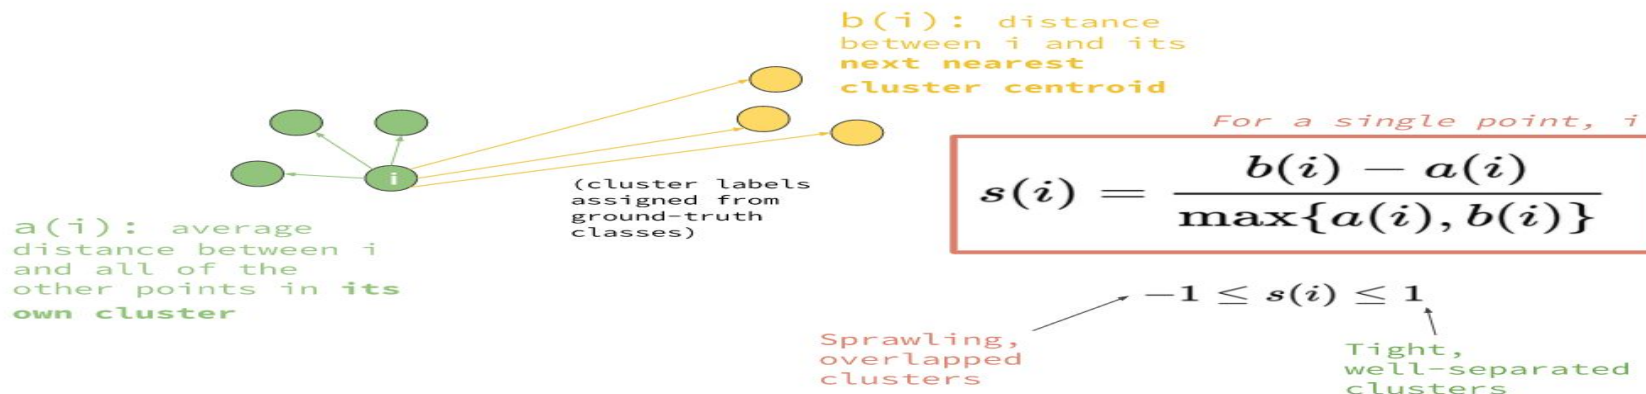 b(i): distance
between i and its
next nearest
cluster centroid
For a single point, i
i
(cluster labels
assigned from
ground-truth
classes)
s(i) = \frac{b(i) - a(i)}{\max\{a(i), b(i)\}}
a(i): average
distance between i
and all of the
other points in its
own cluster
-1 ≤ s(i) ≤ 1
Sprawling,
overlapped
clusters
Tight,
well-separated
clusters